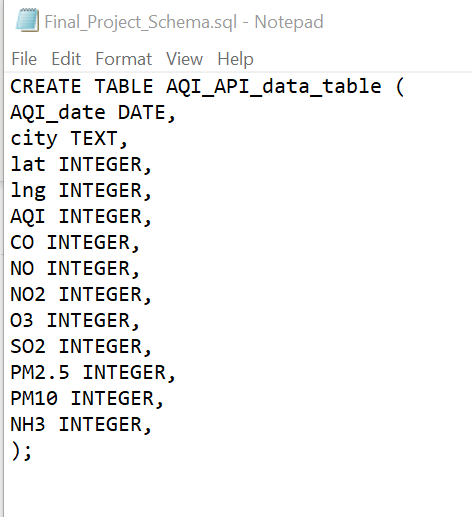 Final_Project_Schema.sql - Notepad
File Edit Format View Help
CREATE TABLE AQI_API_data_table (
AQI_date DATE,
city TEXT,
lat INTEGER,
lng INTEGER,
AQI INTEGER,
CO INTEGER,
NO INTEGER,
NO2 INTEGER,
O3 INTEGER,
SO2 INTEGER,
PM2.5 INTEGER,
PM10 INTEGER,
NH3 INTEGER,
);